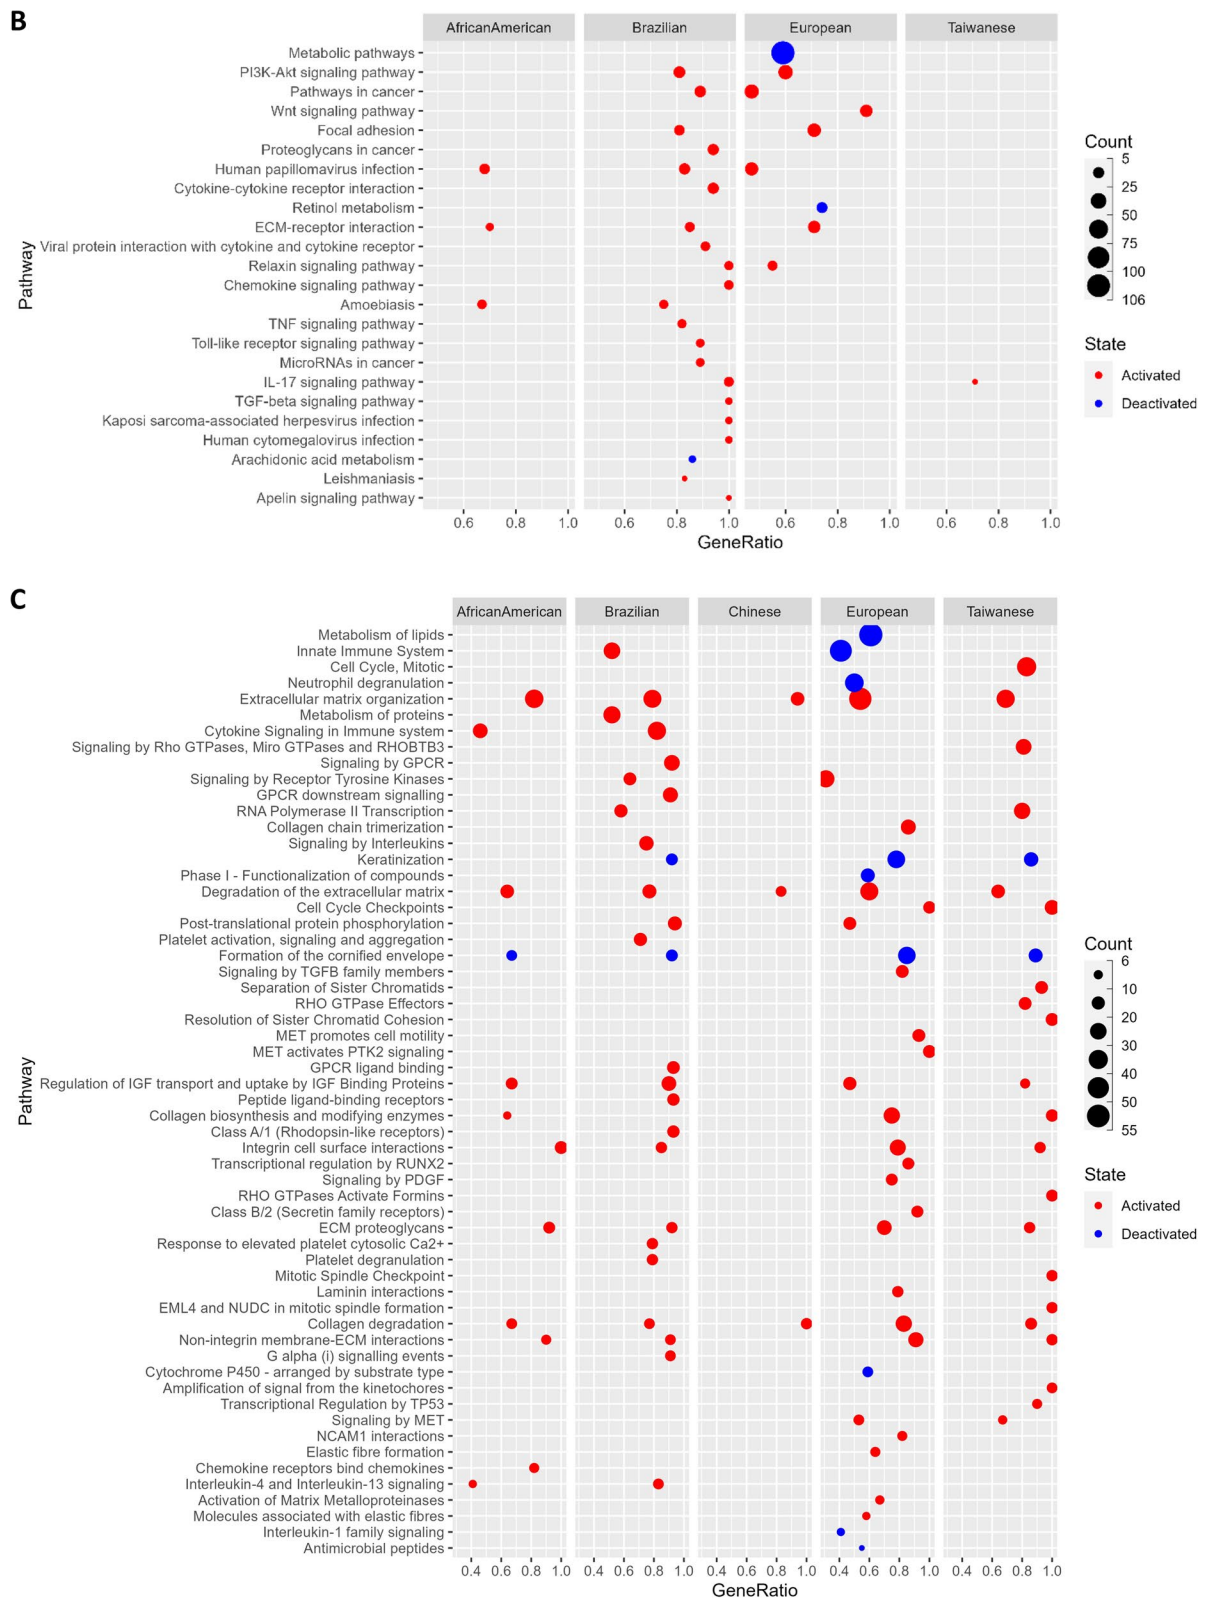 B
AfricanAmerican Brazilian European Taiwanese
Metabolic pathways
PI3K-Akt signaling pathway
Pathways in cancer
Wnt signaling pathway
Focal adhesion
Proteoglycans in cancer
Human papillomavirus infection
Cytokine-cytokine receptor interaction
Retinol metabolism
ECM-receptor interaction
Viral protein interaction with cytokine and cytokine receptor
Relaxin signaling pathway
Chemokine signaling pathway
Amoebiasis
TNF signaling pathway
Toll-like receptor signaling pathway
MicroRNAs in cancer
IL-17 signaling pathway
TGF-beta signaling pathway
Kaposi sarcoma-associated herpesvirus infection
Human cytomegalovirus infection
Arachidonic acid metabolism
Leishmaniasis
Apelin signaling pathway
Pathway
0.6 0.8 1.0 0.6 0.8 1.0 0.6 0.8 1.0 0.6 0.8 1.0
GeneRatio
Count
5
25
50
75
100
106
State
Activated
Deactivated
C
AfricanAmerican Brazilian Chinese European Taiwanese
Metabolism of lipids
Innate Immune System
Cell Cycle, Mitotic
Neutrophil degranulation
Extracellular matrix organization
Metabolism of proteins
Cytokine Signaling in Immune system
Signaling by Rho GTPases, Miro GTPases and RHOBTB3
Signaling by GPCR
Signaling by Receptor Tyrosine Kinases
GPCR downstream signalling
RNA Polymerase II Transcription
Collagen chain trimerization
Signaling by Interleukins
Keratinization
Phase I - Functionalization of compounds
Degradation of the extracellular matrix
Cell Cycle Checkpoints
Post-translational protein phosphorylation
Platelet activation, signaling and aggregation
Formation of the cornified envelope
Signaling by TGFB family members
Separation of Sister Chromatids
RHO GTPase Effectors
Resolution of Sister Chromatid Cohesion
MET promotes cell motility
MET activates PTK2 signaling
GPCR ligand binding
Regulation of IGF transport and uptake by IGF Binding Proteins
Peptide ligand-binding receptors
Collagen biosynthesis and modifying enzymes
Class A/1 (Rhodopsin-like receptors)
Integrin cell surface interactions
Transcriptional regulation by RUNX2
Signaling by PDGF
RHO GTPases Activate Formins
Class B/2 (Secretin family receptors)
ECM proteoglycans
Response to elevated platelet cytosolic Ca2+
Platelet degranulation
Mitotic Spindle Checkpoint
Laminin interactions
EML4 and NUDC in mitotic spindle formation
Collagen degradation
Non-integrin membrane-ECM interactions
G alpha (i) signalling events
Cytochrome P450 - arranged by substrate type
Amplification of signal from the kinetochores
Transcriptional Regulation by TP53
Signaling by MET
NCAM1 interactions
Elastic fibre formation
Chemokine receptors bind chemokines
Interleukin-4 and Interleukin-13 signaling
Activation of Matrix Metalloproteinases
Molecules associated with elastic fibres
Interleukin-1 family signaling
Antimicrobial peptides
Pathway
0.4 0.6 0.8 1.0 0.4 0.6 0.8 1.0 0.4 0.6 0.8 1.0 0.4 0.6 0.8 1.0 0.4 0.6 0.8 1.0
GeneRatio
Count
6
10
20
30
40
50
55
State
Activated
Deactivated